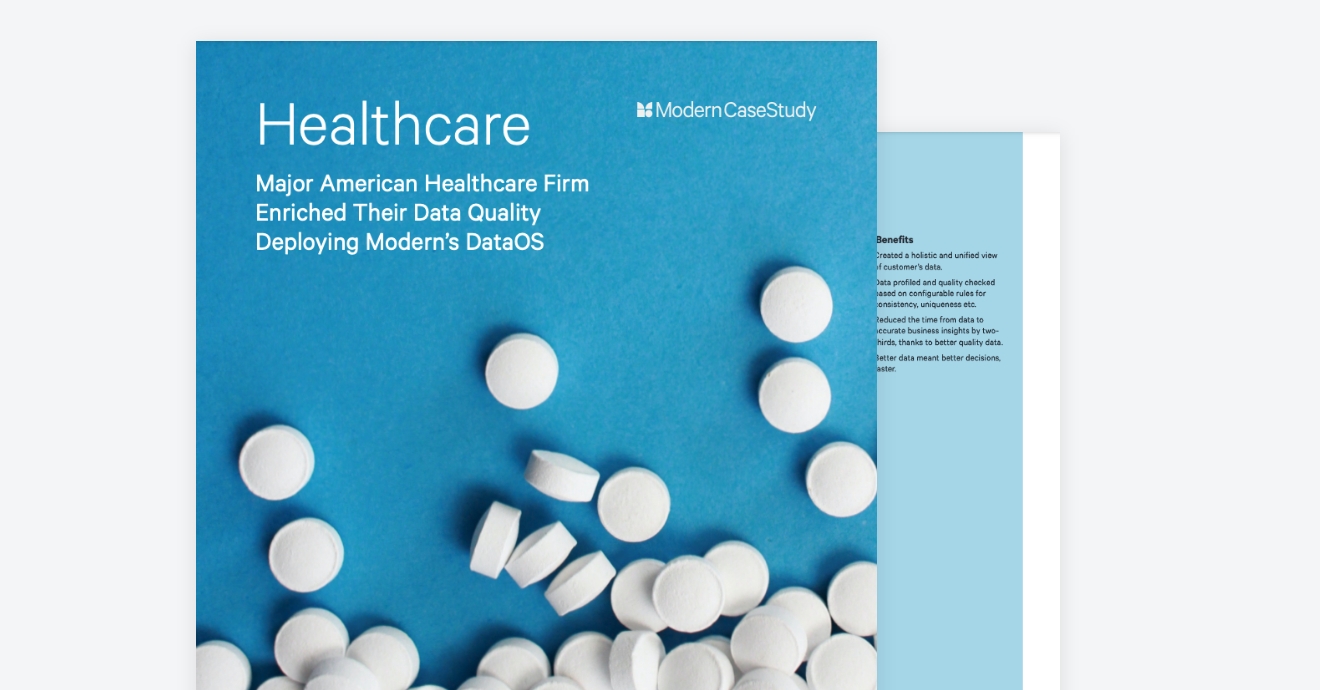 Healthcare
ModernCaseStudy
Major American Healthcare Firm
Enriched Their Data Quality
Deploying Modern's DataOS
Benefits
Created a holistic and unified view
of customer's data.
Data profiled and quality checked
based on configurable rules for
consistency, uniqueness etc.
Reduced the time from data to
accurate business insights by two-
thirds, thanks to better quality data.
Better data meant better decisions,
faster.